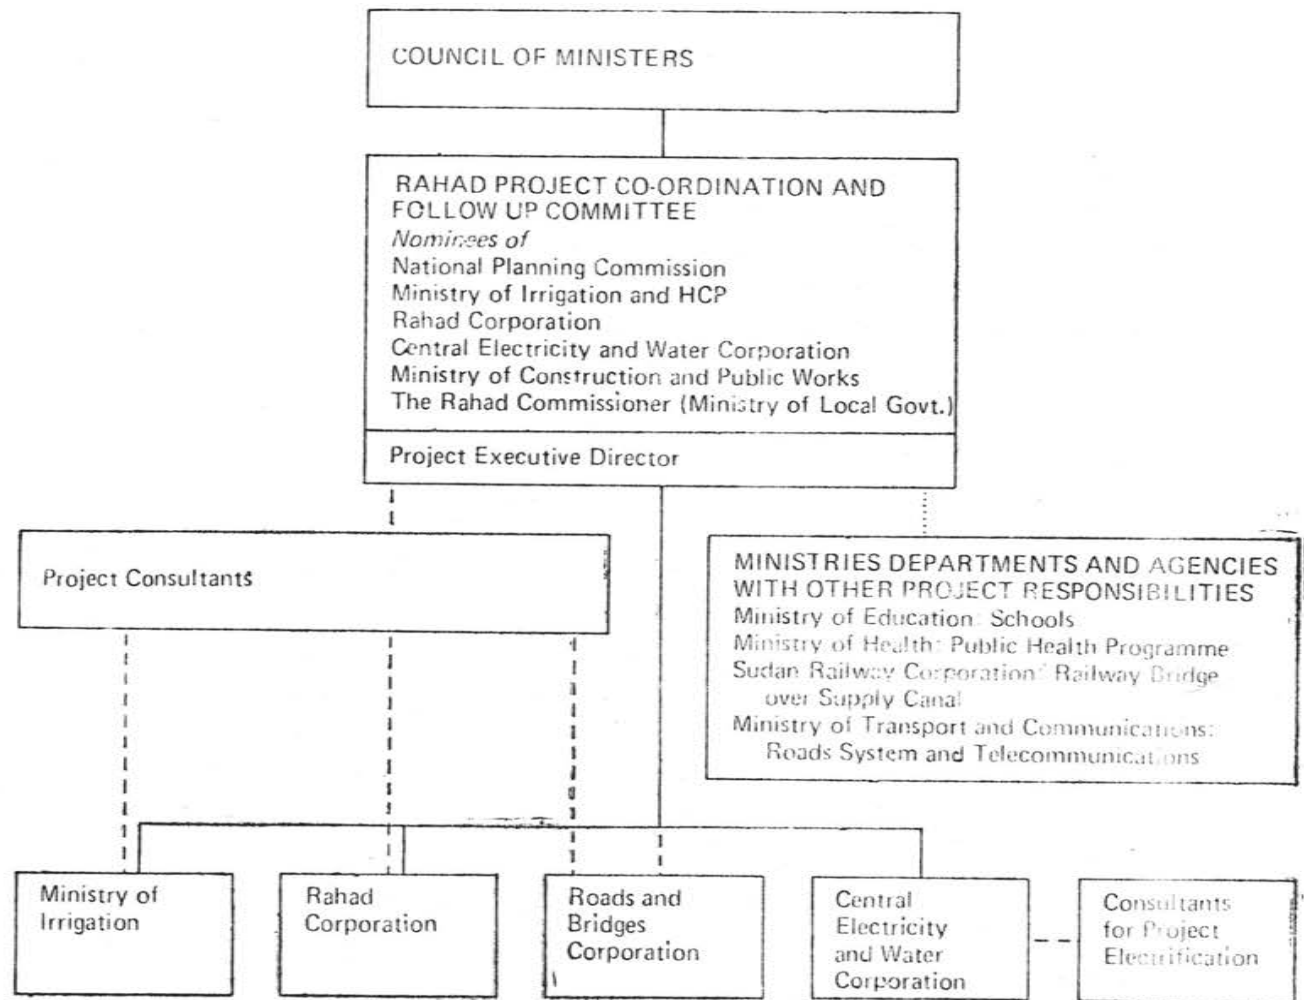 COUNCIL OF MINISTERS
RAHAD PROJECT CO-ORDINATION AND
FOLLOW UP COMMITTEE
Nominees of
National Planning Commission
Ministry of Irrigation and HCP
Rahad Corporation
Central Electricity and Water Corporation
Ministry of Construction and Public Works
The Rahad Commissioner (Ministry of Local Govt.)
Project Executive Director
Project Consultants
MINISTRIES DEPARTMENTS AND AGENCIES
WITH OTHER PROJECT RESPONSIBILITIES
Ministry of Education: Schools
Ministry of Health: Public Health Programme
Sudan Railway Corporation: Railway Bridge
over Supply Canal
Ministry of Transport and Communications:
Roads System and Telecommunications
Ministry of
Irrigation
Rahad
Corporation
Roads and
Bridges
Corporation
Central
Electricity
and Water
Corporation
Consultants
for Project
Electrification